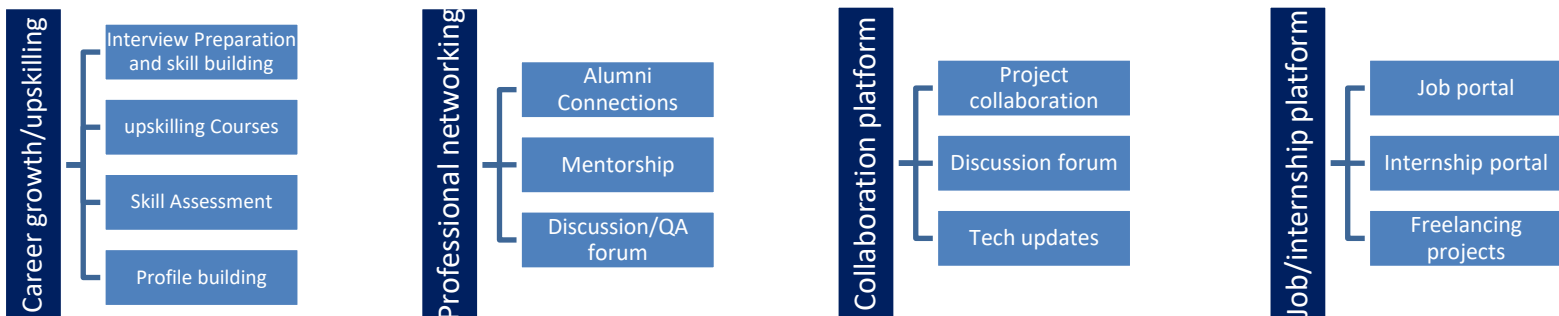 Career growth/upskilling
Interview Preparation
and skill building
upskilling Courses
Skill Assessment
Profile building
Professional networking
Alumni
Connections
Mentorship
Discussion/QA
forum
Collaboration platform
Project
collaboration
Discussion forum
Tech updates
Job/internship platform
Job portal
Internship portal
Freelancing
projects